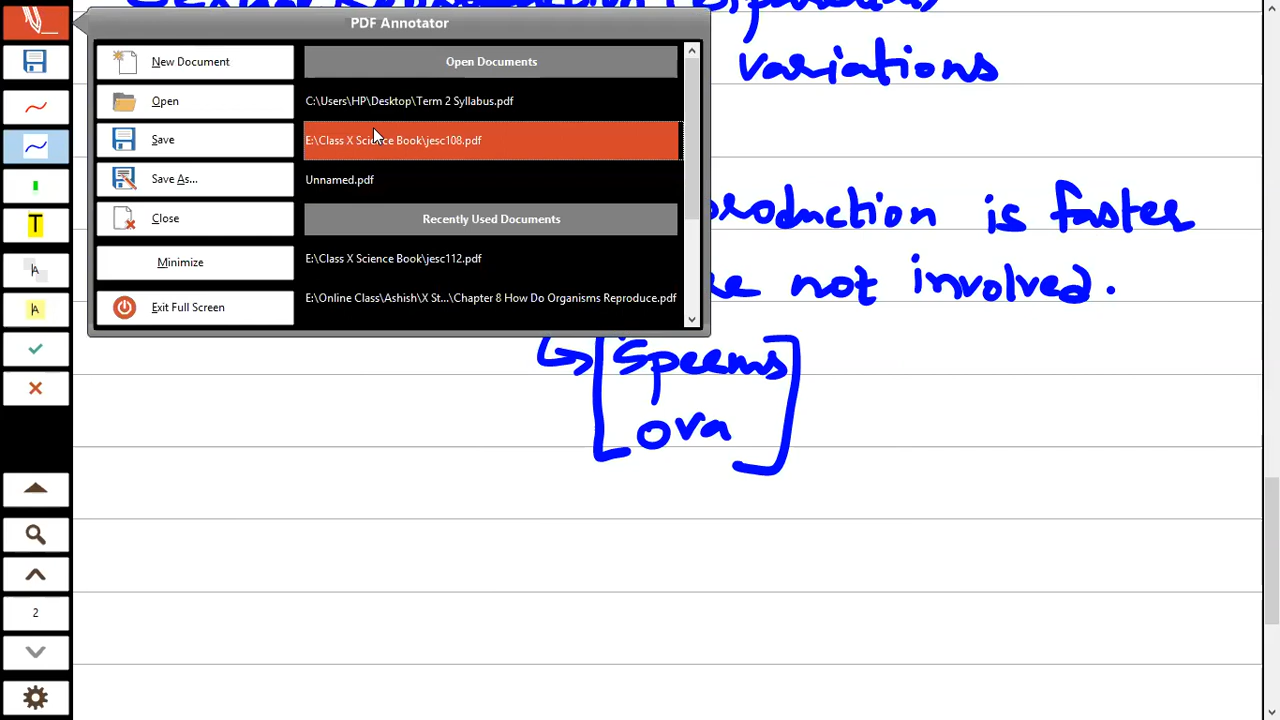 variations
PDF Annotator
New Document
Open Documents
Open
C:\Users\HP\Desktop\Term 2 Syllabus.pdf
Save
E:\Class X Science Book\jesc108.pdf
Save As...
Unnamed.pdf
Close
Recently Used Documents
Minimize
E:\Class X Science Book\jesc112.pdf
Exit Full Screen
E:\Online Class\Ashish\X St...\Chapter 8 How Do Organisms Reproduce.pdf
production is faster
not involved.
Speems
ova
T
A
A
2